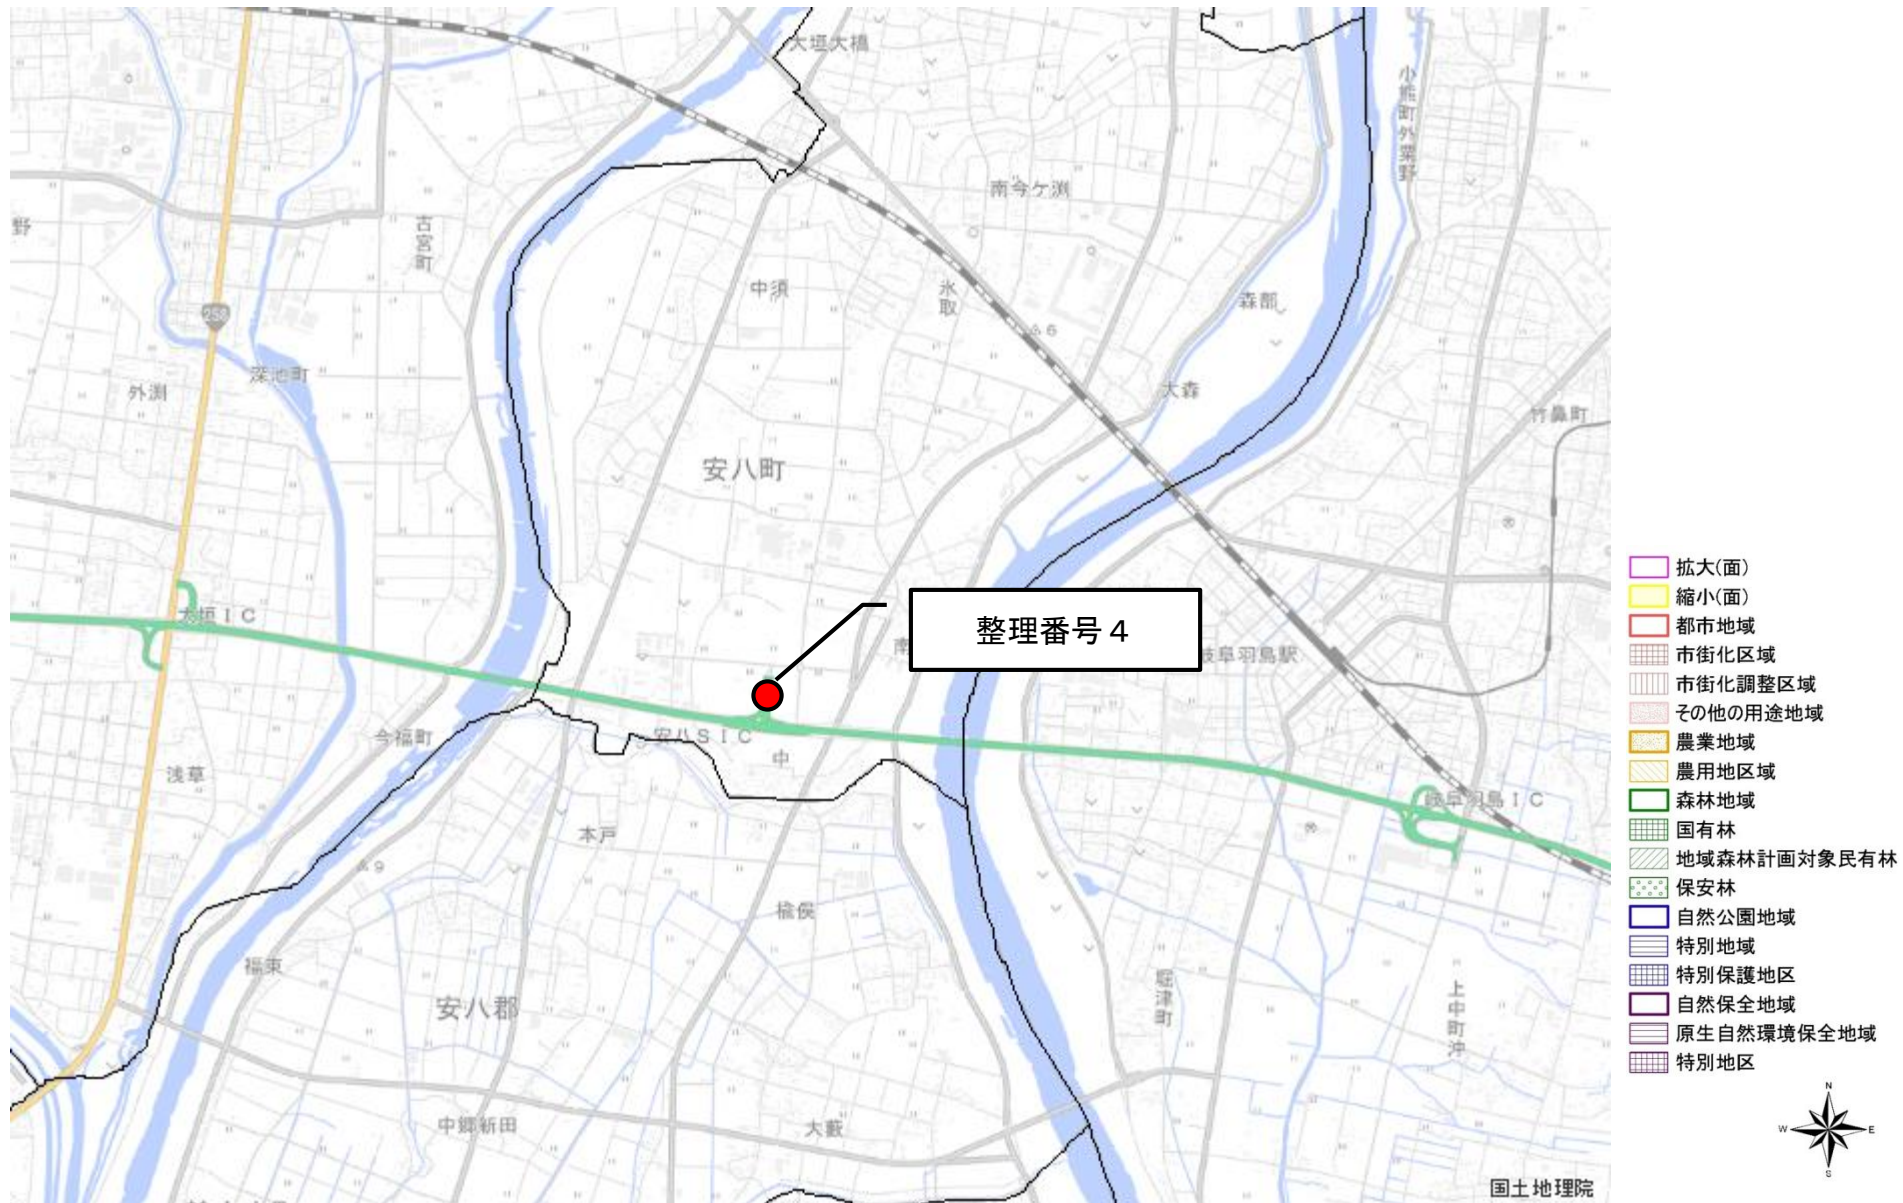 大垣大橋
小熊町外粟野
南今ケ渕
野
古宮町
中須
氷取
森部
6
258
深池町
外渕
大森
竹鼻町
安八町
大垣IC
整理番号4
南
岐阜羽島駅
今福町
安八SIC
中
浅草
岐阜羽島IC
本戸
9
楡俣
福束
堀津町
上中町沖
安八郡
中郷新田
大藪
国土地理院
拡大(面)
縮小(面)
都市地域
市街化区域
市街化調整区域
その他の用途地域
農業地域
農用地区域
森林地域
国有林
地域森林計画対象民有林
保安林
自然公園地域
特別地域
特別保護地区
自然保全地域
原生自然環境保全地域
特別地区
N
W
E
S